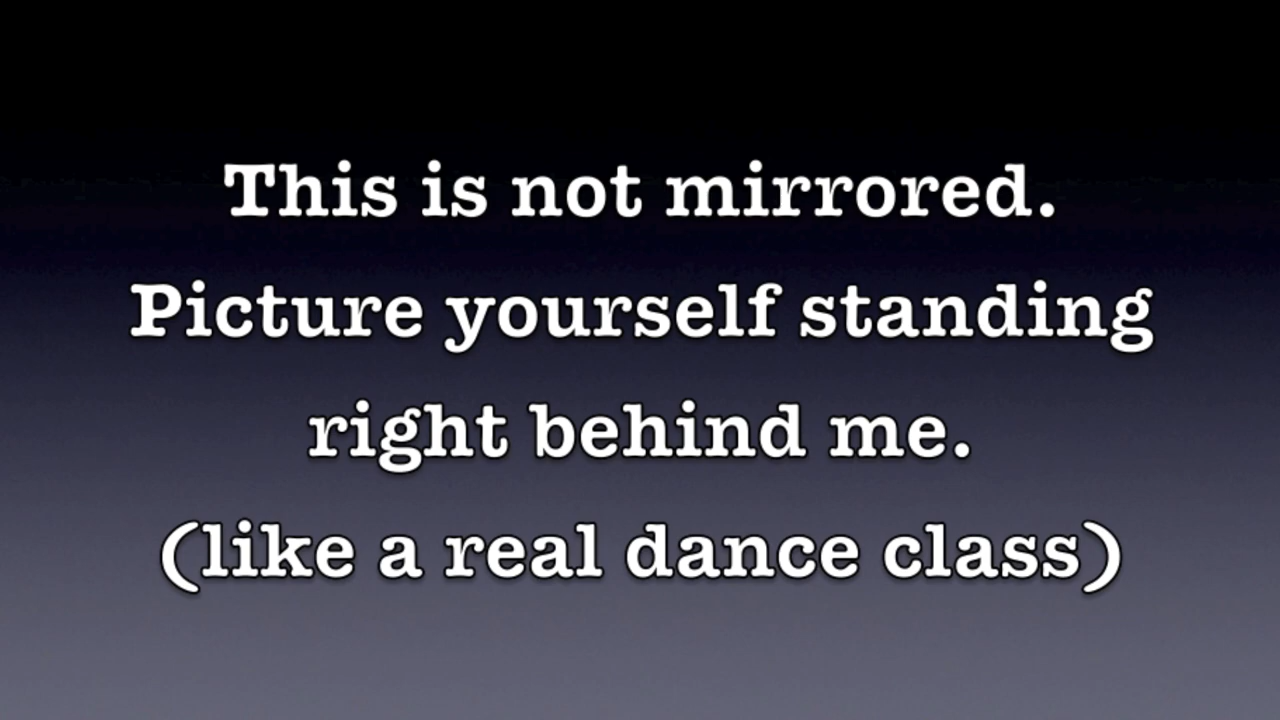 This is not mirrored.
Picture yourself standing
right behind me.
(like a real dance class)